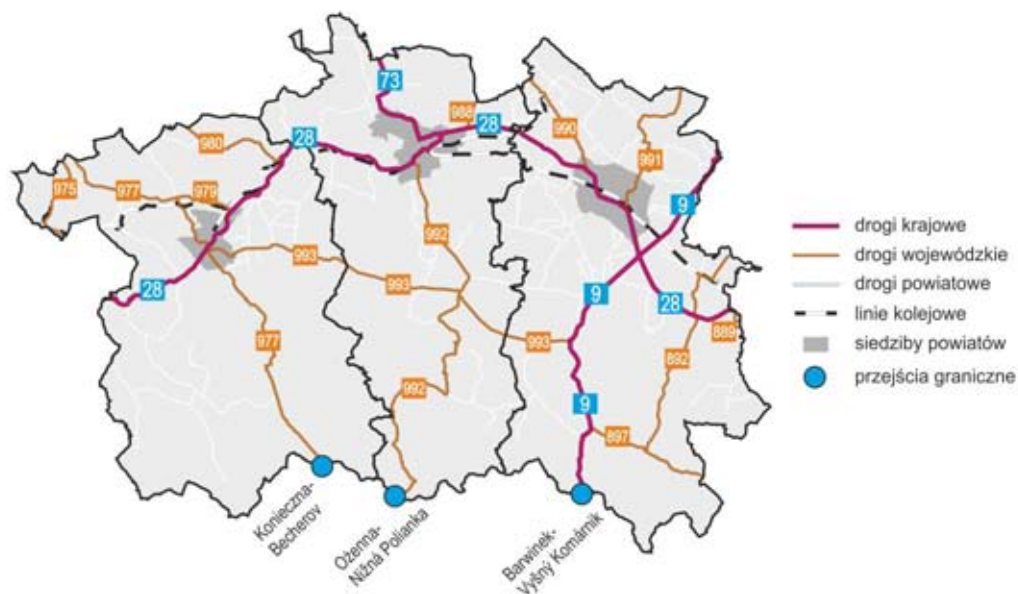 73
988
28
990
28
980
991
975
977
979
9
992
993
28
993
9
28
977
993
889
892
992
9
897
drogi krajowe
drogi wojewódzkie
drogi powiatowe
linie kolejowe
siedziby powiatów
przejścia graniczne
Konieczna-
Becherov
Ożenna-
Nižná Polianka
Barwinek-
Vyšný Komárnik